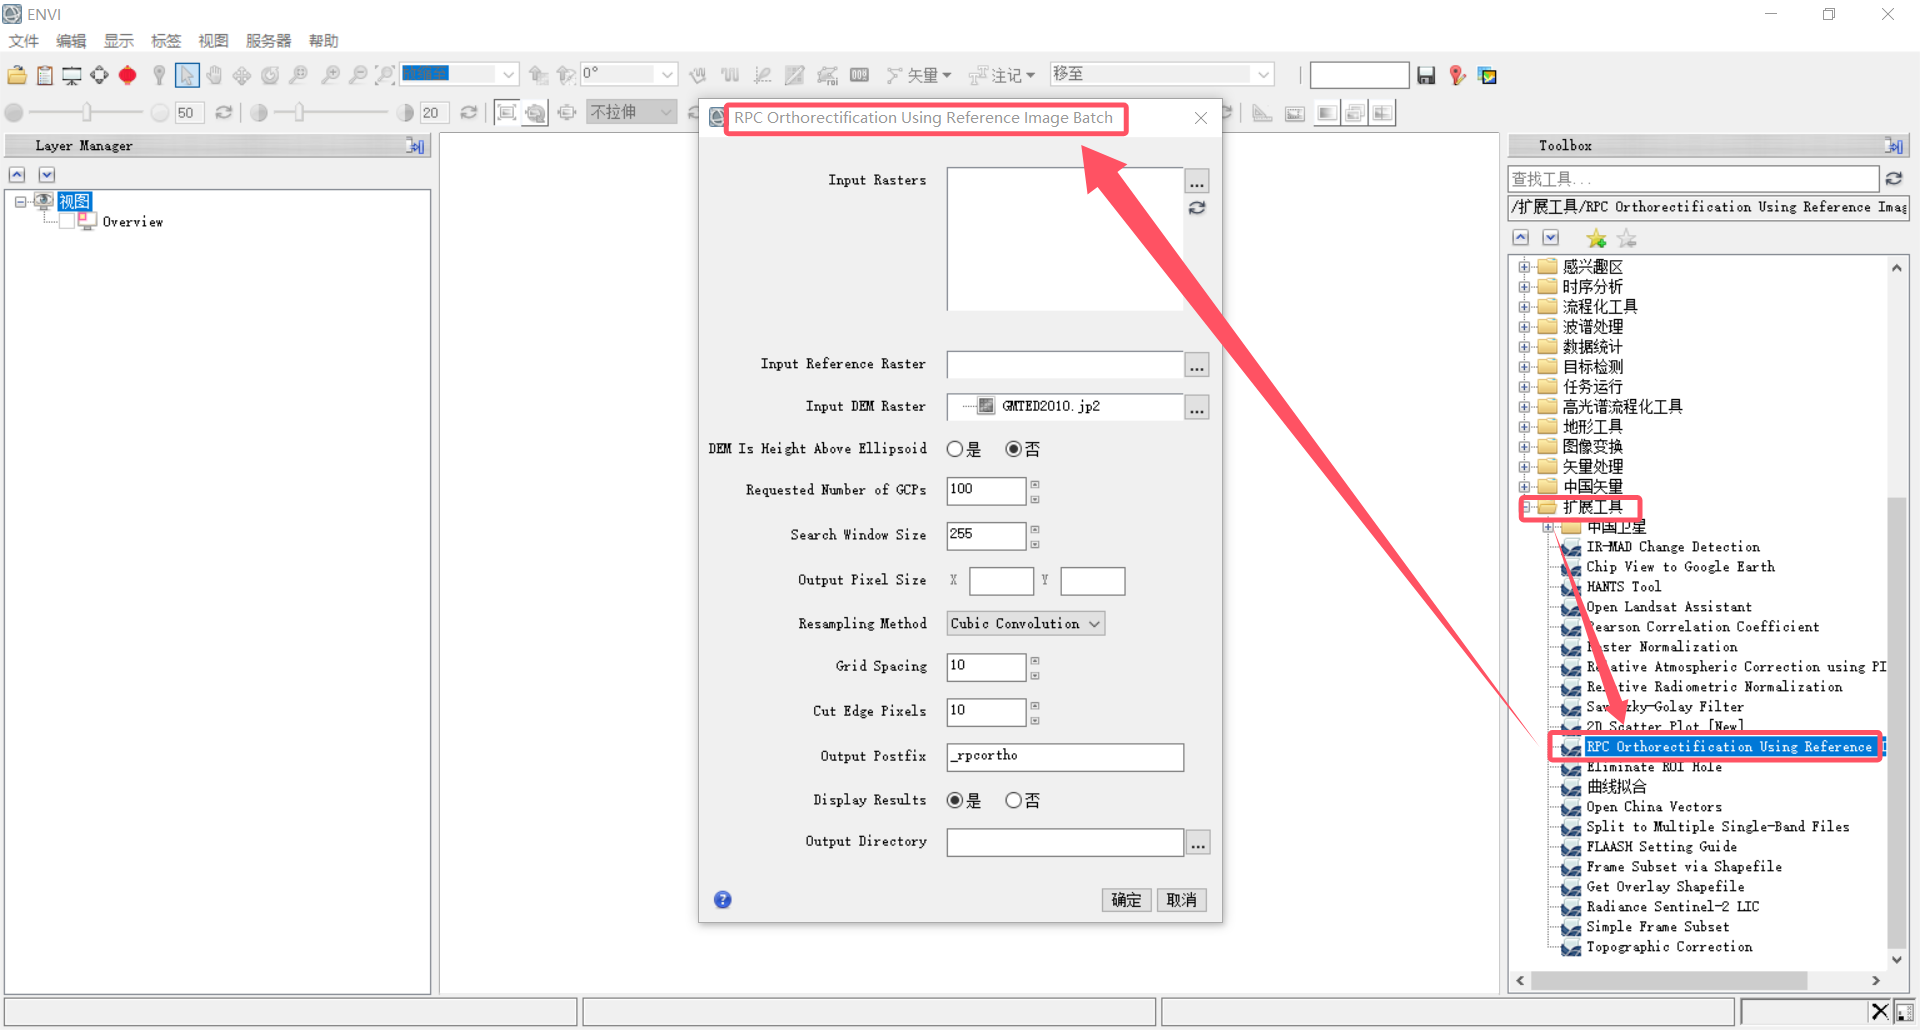 ENVI
文件 编辑 显示 标签 视图 服务器 帮助
0°
矢量
注记
移至
50
20
不拉伸
Layer Manager
视图
Overview
RPC Orthorectification Using Reference Image Batch
Input Rasters
...
Input Reference Raster
...
Input DEM Raster
GMTED2010.jp2
...
DEM Is Height Above Ellipsoid
是
否
Requested Number of GCPs
100
Search Window Size
255
Output Pixel Size X Y
Resampling Method
Cubic Convolution
Grid Spacing
10
Cut Edge Pixels
10
Output Postfix
_rpcortho
Display Results
是
否
Output Directory
...
?
确定
取消
Toolbox
查找工具...
/扩展工具/RPC Orthorectification Using Reference Imag
感兴趣区
时序分析
流程化工具
波谱处理
数据统计
目标检测
任务运行
高光谱流程化工具
地形工具
图像变换
矢量处理
中国矢量
扩展工具
中国卫星
IR-MAD Change Detection
Chip View to Google Earth
HANTS Tool
Open Landsat Assistant
Pearson Correlation Coefficient
Raster Normalization
Relative Atmospheric Correction using PI
Relative Radiometric Normalization
Savitzky-Golay Filter
2D Scatter Plot [New]
RPC Orthorectification Using Reference
Eliminate ROI Hole
曲线拟合
Open China Vectors
Split to Multiple Single-Band Files
FLAASH Setting Guide
Frame Subset via Shapefile
Get Overlay Shapefile
Radiance Sentinel-2 L1C
Simple Frame Subset
Topographic Correction